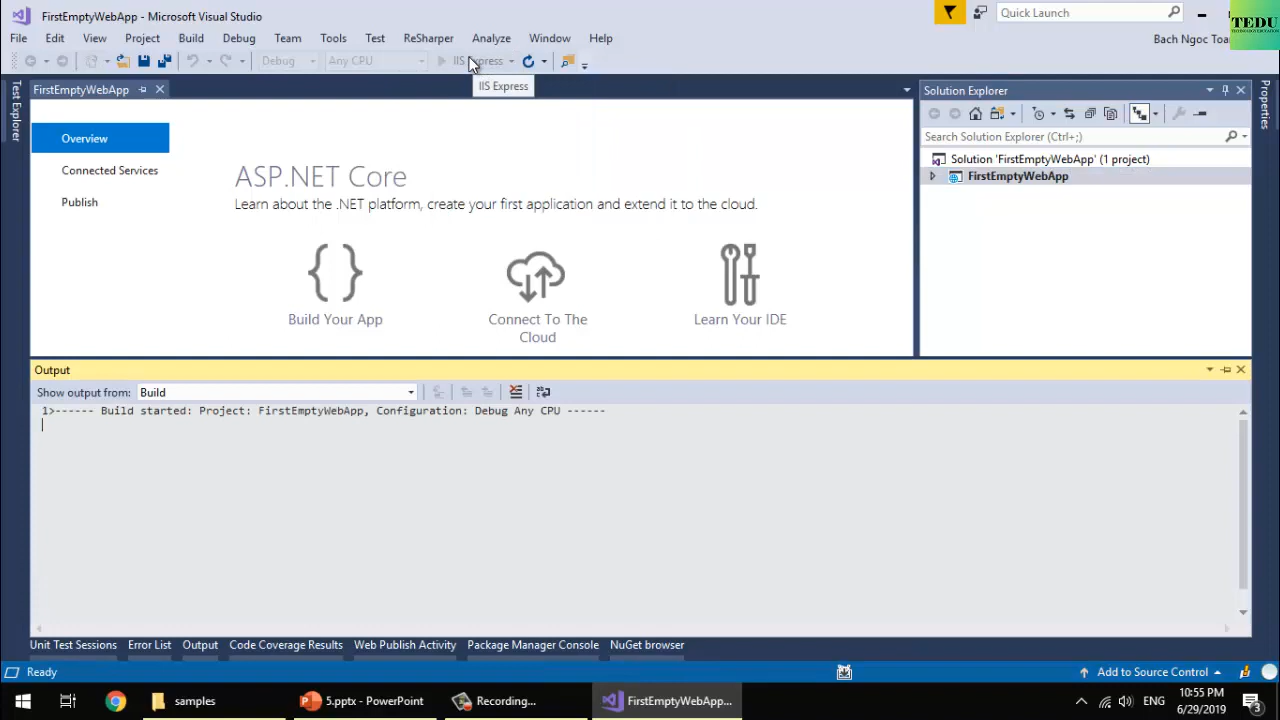 FirstEmptyWebApp - Microsoft Visual Studio
Quick Launch
TEDU
File Edit View Project Build Debug Team Tools Test ReSharper Analyze Window Help
Bach Ngoc Toa
Debug Any CPU IIS Express
IIS Express
Test Explorer
FirstEmptyWebApp
Overview
Connected Services
Publish
ASP.NET Core
Learn about the .NET platform, create your first application and extend it to the cloud.
Build Your App
Connect To The
Cloud
Learn Your IDE
Solution Explorer
Search Solution Explorer (Ctrl+;)
Solution 'FirstEmptyWebApp' (1 project)
FirstEmptyWebApp
Properties
Output
Show output from: Build
1>------ Build started: Project: FirstEmptyWebApp, Configuration: Debug Any CPU ------
Unit Test Sessions Error List Output Code Coverage Results Web Publish Activity Package Manager Console NuGet browser
Ready
Add to Source Control
samples
5.pptx - PowerPoint
Recording...
FirstEmptyWebApp...
ENG
10:55 PM
6/29/2019
3